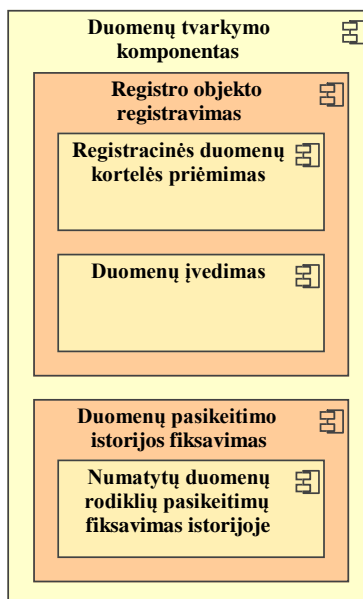 Duomenų tvarkymo
komponentas
Registro objekto
registravimas
Registracinės duomenų
kortelės priėmimas
Duomenų įvedimas
Duomenų pasikeitimo
istorijos fiksavimas
Numatytų duomenų
rodiklių pasikeitimų
fiksavimas istorijoje